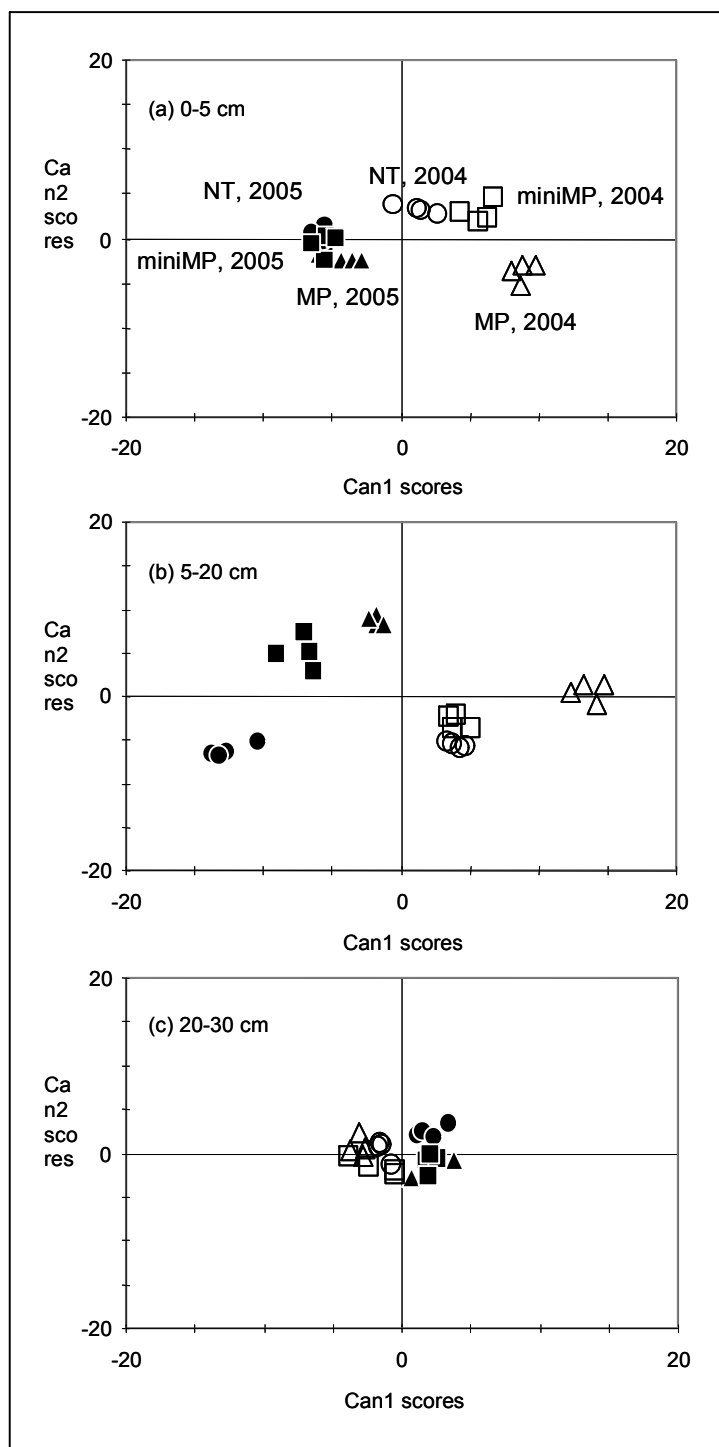 20
(a) 0-5 cm
Ca
n2
sco
res
NT, 2005
NT, 2004
miniMP, 2004
0
miniMP, 2005
MP, 2005
MP, 2004
-20
-20
0
20
Can1 scores
20
(b) 5-20 cm
Ca
n2
sco
res
0
-20
-20
0
20
Can1 scores
20
(c) 20-30 cm
Ca
n2
sco
res
0
-20
-20
0
20
Can1 scores